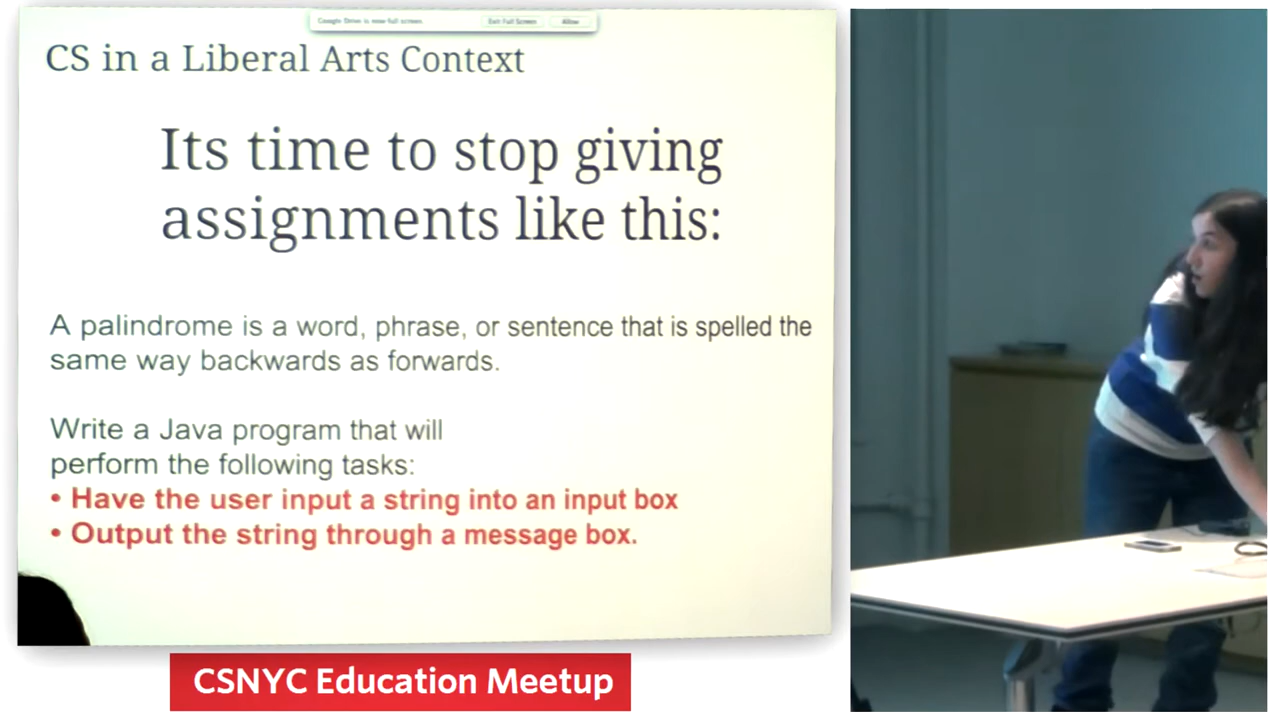 Google Drive is now full screen. Exit Full Screen Allow
CS in a Liberal Arts Context
Its time to stop giving
assignments like this:
A palindrome is a word, phrase, or sentence that is spelled the
same way backwards as forwards.
Write a Java program that will
perform the following tasks:
• Have the user input a string into an input box
• Output the string through a message box.
CSNYC Education Meetup